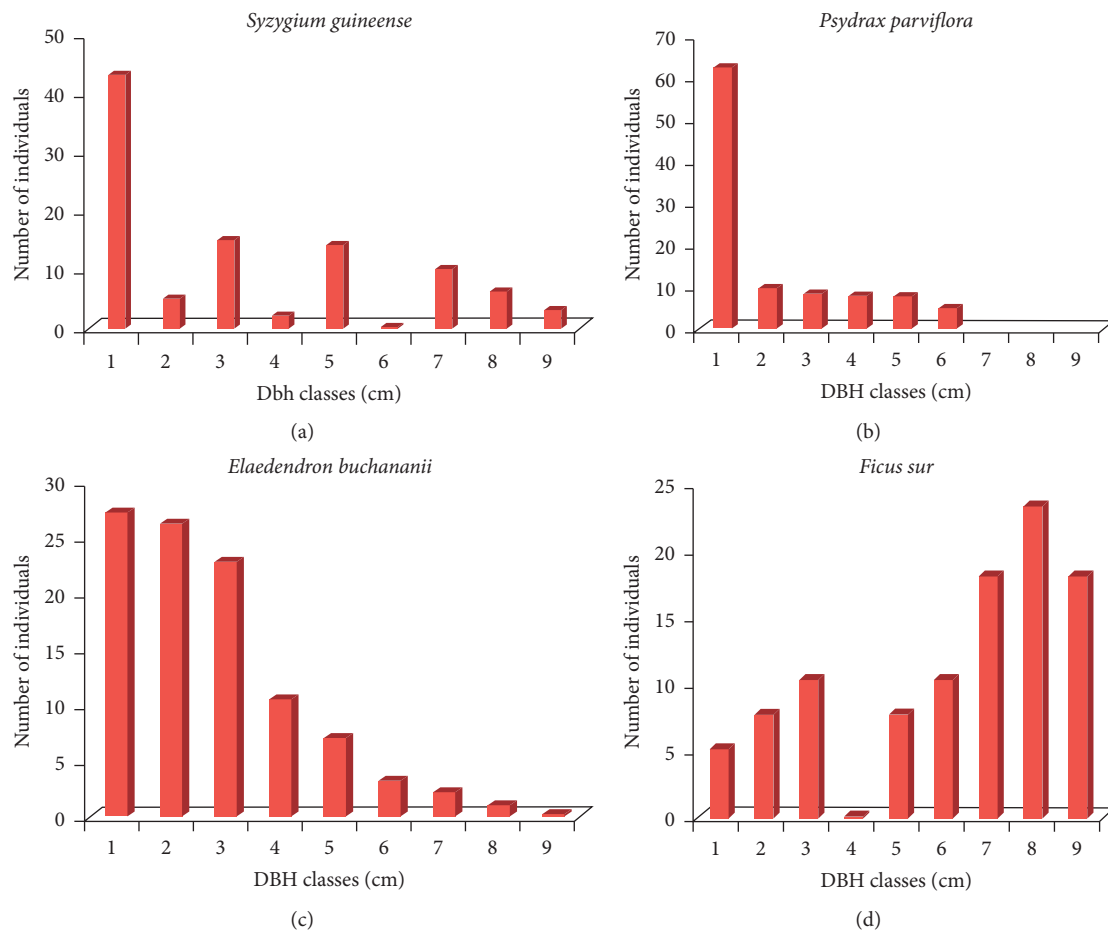 Syzygium guineense
50
40
30
20
10
0
Number of individuals
1 2 3 4 5 6 7 8 9
Dbh classes (cm)
(a)
Psydrax parviflora
70
60
50
40
30
20
10
0
Number of individuals
1 2 3 4 5 6 7 8 9
DBH classes (cm)
(b)
Elaedendron buchananii
30
25
20
15
10
5
0
Number of individuals
1 2 3 4 5 6 7 8 9
DBH classes (cm)
(c)
Ficus sur
25
20
15
10
5
0
Number of individuals
1 2 3 4 5 6 7 8 9
DBH classes (cm)
(d)